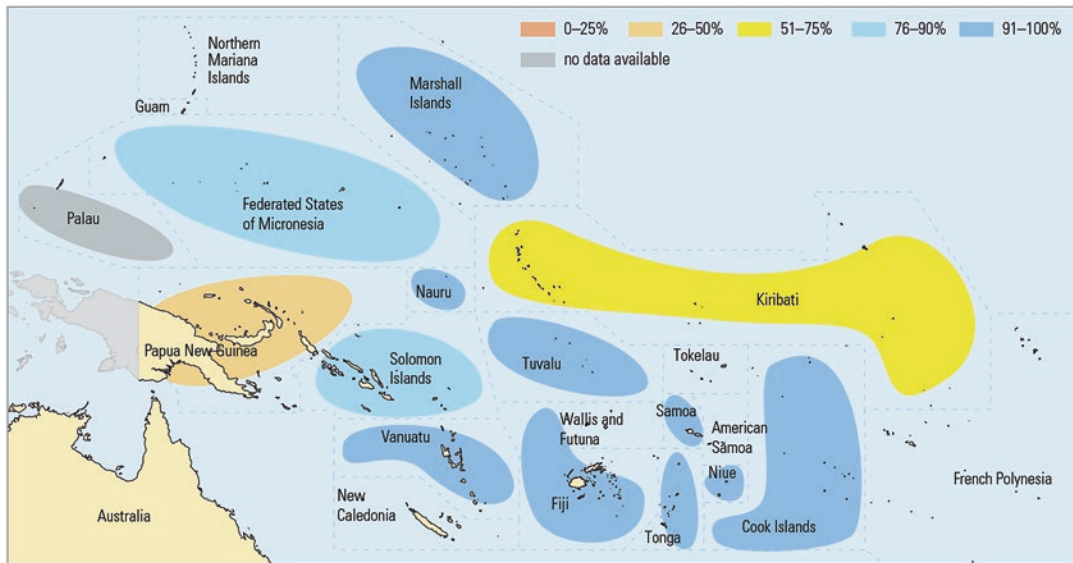 0–25%
26–50%
51–75%
76–90%
91–100%
no data available
Northern
Mariana
Islands
Guam
Marshall
Islands
Palau
Federated States
of Micronesia
Nauru
Kiribati
Papua New Guinea
Solomon
Islands
Tuvalu
Tokelau
Vanuatu
Wallis and
Futuna
Samoa
American
Samoa
Niue
Fiji
New
Caledonia
Tonga
Cook Islands
French Polynesia
Australia